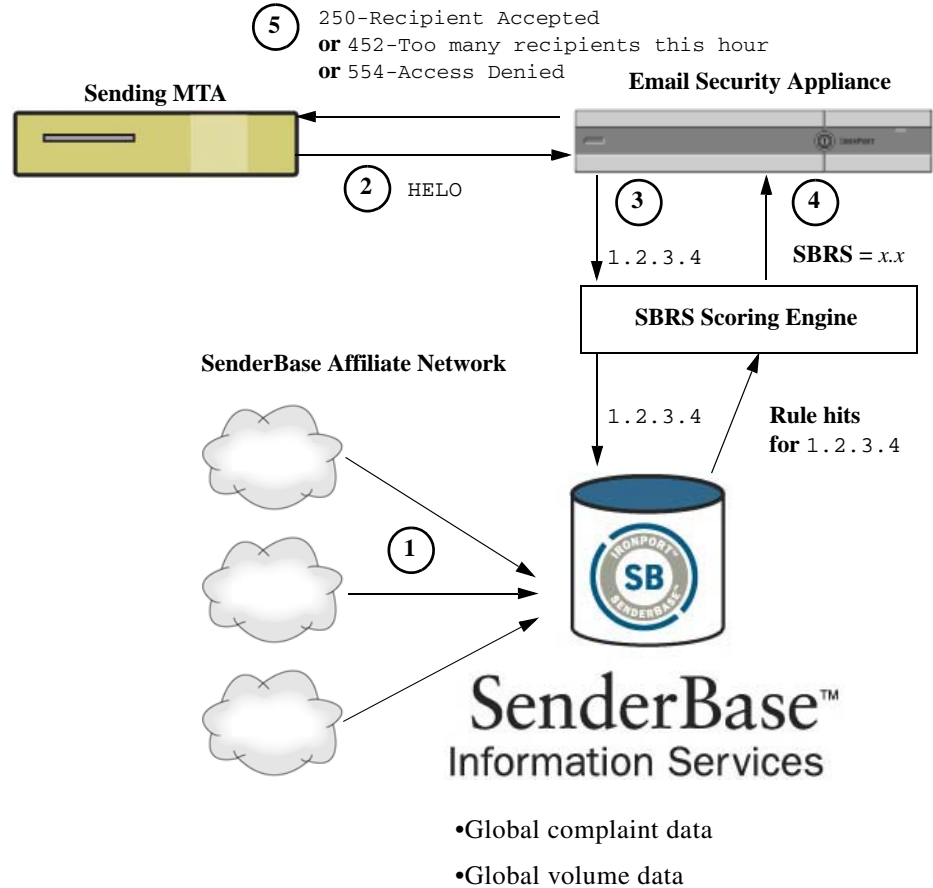 5
250-Recipient Accepted
or 452-Too many recipients this hour
or 554-Access Denied
Sending MTA
Email Security Appliance
IRONPORT
2
HELO
3
4
1.2.3.4
SBRS = x.x
SBRS Scoring Engine
SenderBase Affiliate Network
1.2.3.4
Rule hits
for 1.2.3.4
1
IRONPORT™
SB
SENDERBASE™
SenderBase™
Information Services
•Global complaint data
•Global volume data